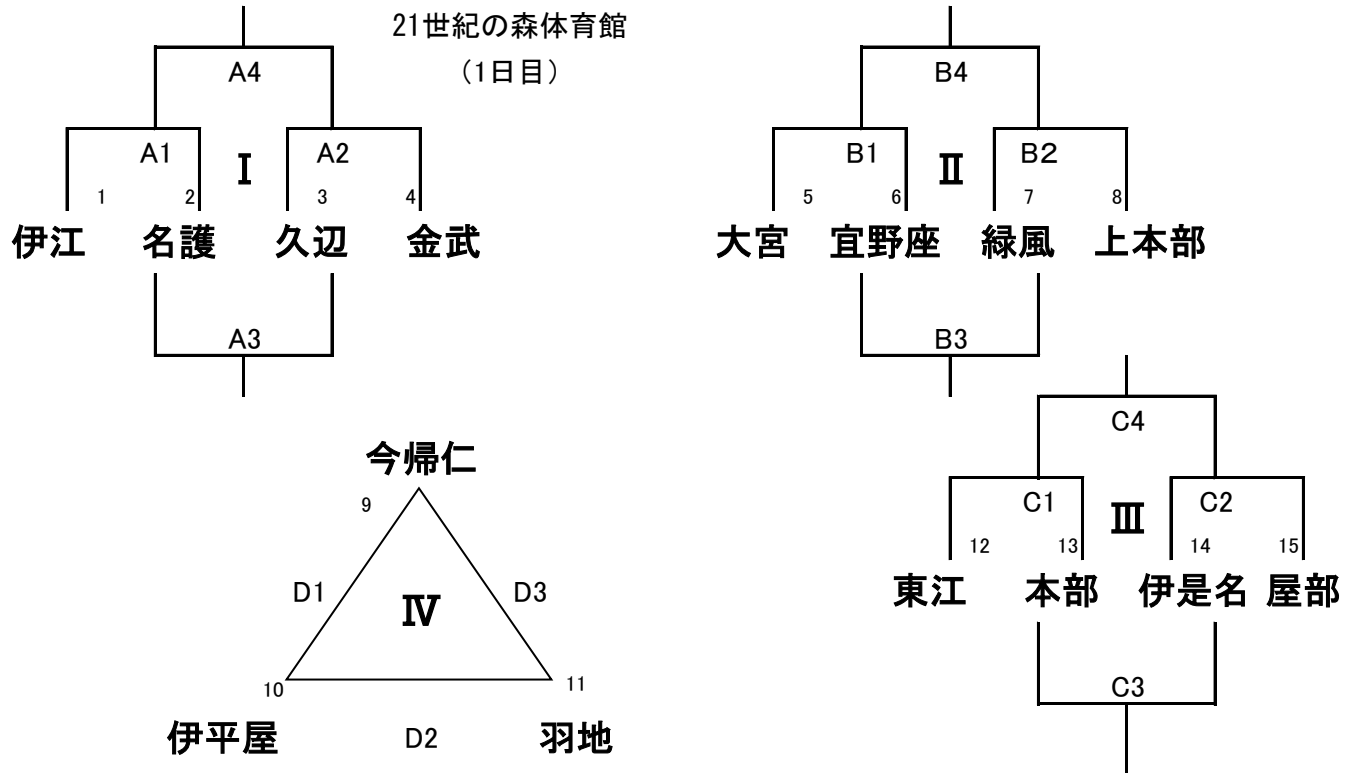 21世紀の森体育館
（1日目）
A4
A1
Ⅰ
A2
1
2
3
4
伊江
名護
久辺
金武
A3
B4
B1
Ⅱ
B2
5
6
7
8
大宮
宜野座
緑風
上本部
B3
今帰仁
9
D1
Ⅳ
D3
10
11
伊平屋
D2
羽地
C4
C1
Ⅲ
C2
12
13
14
15
東江
本部
伊是名
屋部
C3